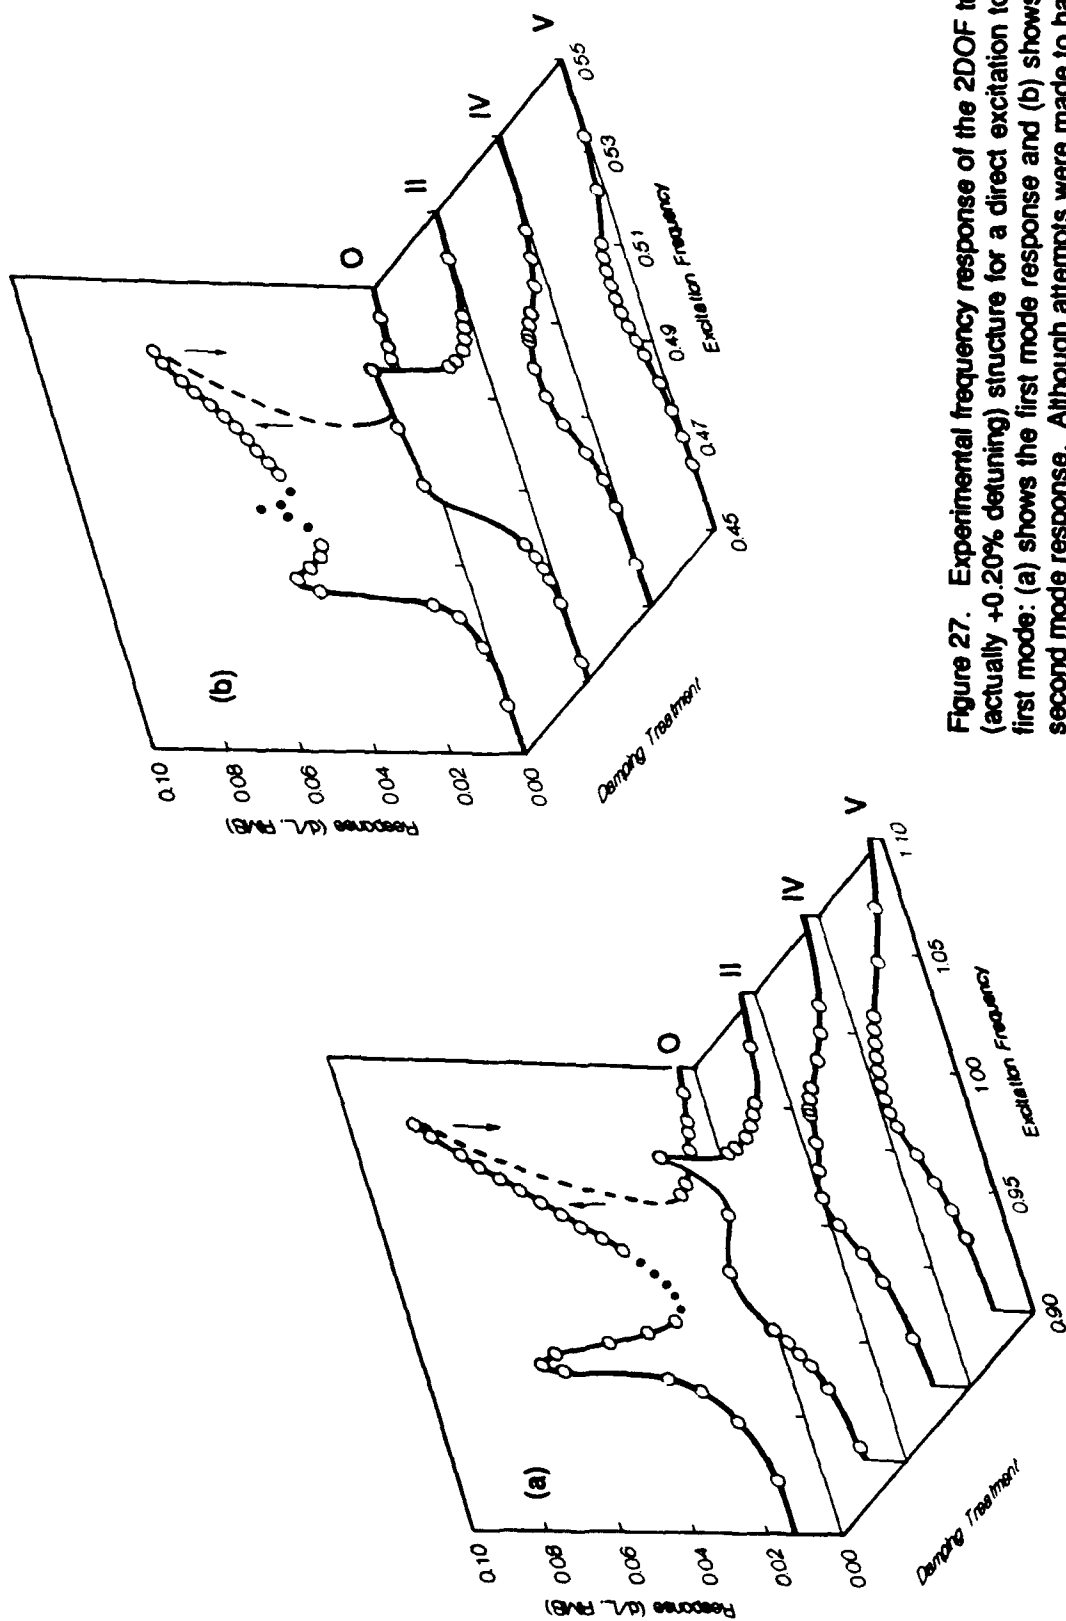 (a)
Response (d/L, RMS)
0.10
0.08
0.06
0.04
0.02
0.00
Damping Treatment
O
II
IV
V
0.90
0.95
1.00
1.05
1.10
Excitation Frequency
(b)
Response (d/L, RMS)
0.10
0.08
0.06
0.04
0.02
0.00
Damping Treatment
O
II
IV
V
0.45
0.47
0.49
0.51
0.53
0.55
Excitation Frequency
Figure 27. Experimental frequency response of the 2DOF
(actually +0.20% detuning) structure for a direct excitation to
first mode: (a) shows the first mode response and (b) shows
second mode response. Although attempts were made to